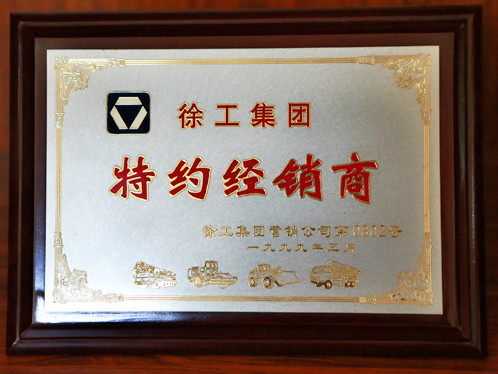 徐工集团
特约经销商
徐工集团营销公司第0802号
一九九九年三月